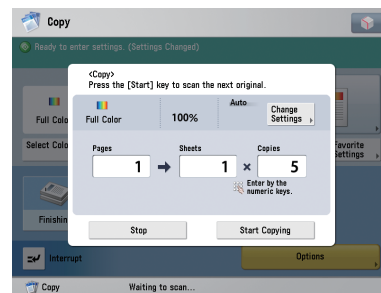 Copy
Ready to enter settings. (Settings Changed)
<Copy>
Press the [Start] key to scan the next original.
Full Colo
Full Color
100%
Auto
Change
Settings
Select Colo
Favorite
Settings
Pages
Sheets
Copies
1
1
×
5
Enter by the
numeric keys.
Finishin
Stop
Start Copying
Interrupt
Options
Copy
Waiting to scan...